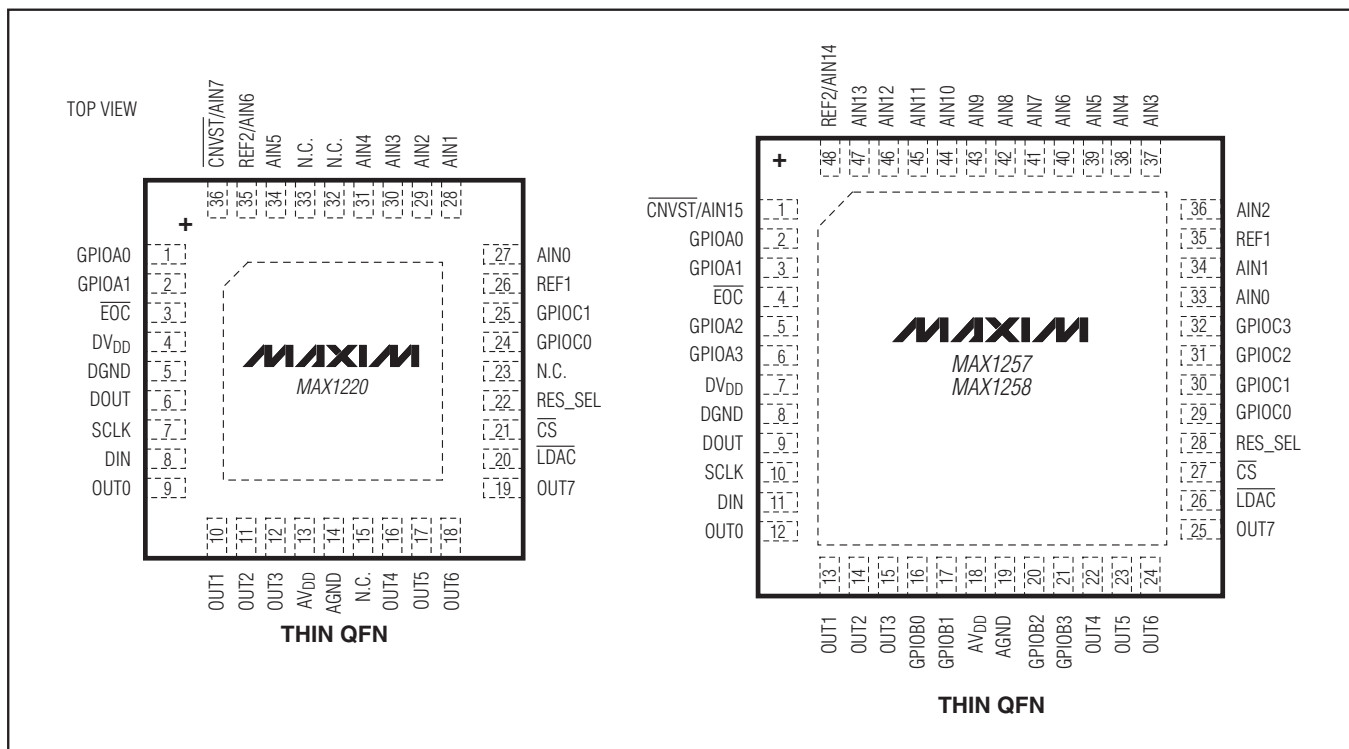 TOP VIEW
CNVST/AIN7
REF2/AIN6
AIN5
N.C.
N.C.
AIN4
AIN3
AIN2
AIN1
36 35 34 33 32 31 30 29 28
+
GPIOA0 1
GPIOA1 2
EOC 3
DVDD 4
DGND 5
DOUT 6
SCLK 7
DIN 8
OUT0 9
MAXIM
MAX1220
27 AIN0
26 REF1
25 GPIOC1
24 GPIOC0
23 N.C.
22 RES_SEL
21 CS
20 LDAC
19 OUT7
10 11 12 13 14 15 16 17 18
OUT1
OUT2
OUT3
AVDD
AGND
N.C.
OUT4
OUT5
OUT6
THIN QFN
REF2/AIN14
AIN13
AIN12
AIN11
AIN10
AIN9
AIN8
AIN7
AIN6
AIN5
AIN4
AIN3
+
48 47 46 45 44 43 42 41 40 39 38 37
CNVST/AIN15 1
GPIOA0 2
GPIOA1 3
EOC 4
GPIOA2 5
GPIOA3 6
DVDD 7
DGND 8
DOUT 9
SCLK 10
DIN 11
OUT0 12
MAXIM
MAX1257
MAX1258
36 AIN2
35 REF1
34 AIN1
33 AIN0
32 GPIOC3
31 GPIOC2
30 GPIOC1
29 GPIOC0
28 RES_SEL
27 CS
26 LDAC
25 OUT7
13 14 15 16 17 18 19 20 21 22 23 24
OUT1
OUT2
OUT3
GPIOB0
GPIOB1
AVDD
AGND
GPIOB2
GPIOB3
OUT4
OUT5
OUT6
THIN QFN